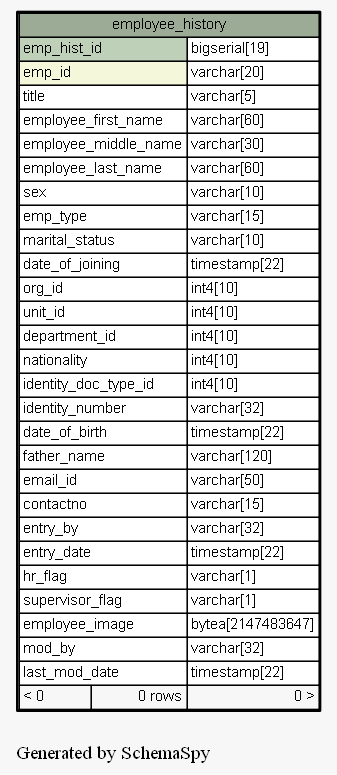 employee_history
emp_hist_id bigserial[19]
emp_id varchar[20]
title varchar[5]
employee_first_name varchar[60]
employee_middle_name varchar[30]
employee_last_name varchar[60]
sex varchar[10]
emp_type varchar[15]
marital_status varchar[10]
date_of_joining timestamp[22]
org_id int4[10]
unit_id int4[10]
department_id int4[10]
nationality int4[10]
identity_doc_type_id int4[10]
identity_number varchar[32]
date_of_birth timestamp[22]
father_name varchar[120]
email_id varchar[50]
contactno varchar[15]
entry_by varchar[32]
entry_date timestamp[22]
hr_flag varchar[1]
supervisor_flag varchar[1]
employee_image bytea[2147483647]
mod_by varchar[32]
last_mod_date timestamp[22]
< 0 0 rows 0 >
Generated by SchemaSpy